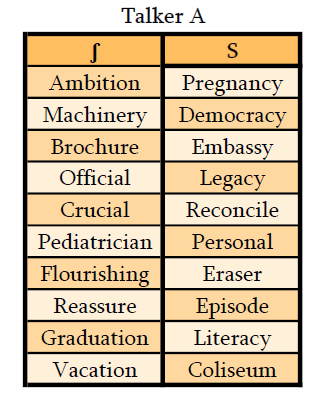 Talker A
ʃ S
Ambition Pregnancy
Machinery Democracy
Brochure Embassy
Official Legacy
Crucial Reconcile
Pediatrician Personal
Flourishing Eraser
Reassure Episode
Graduation Literacy
Vacation Coliseum